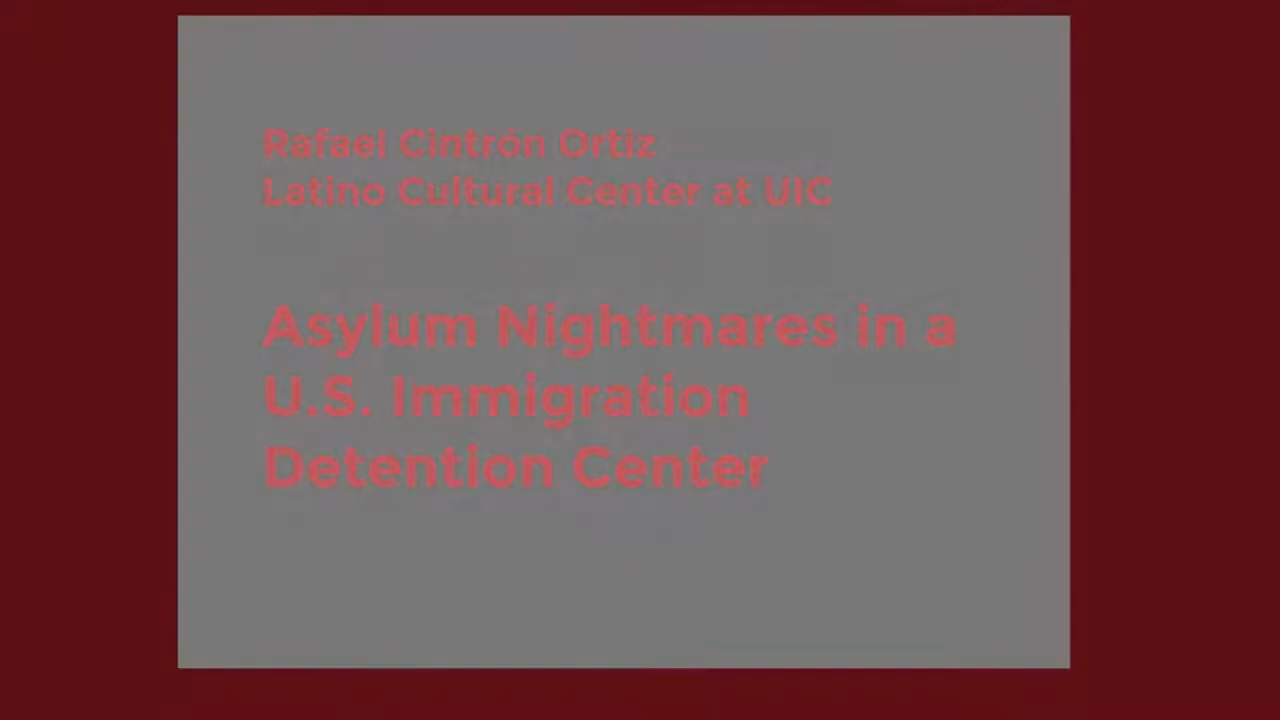 Rafael Cintrón Ortiz
Latino Cultural Center at UIC
Asylum Nightmares in a
U.S. Immigration
Detention Center